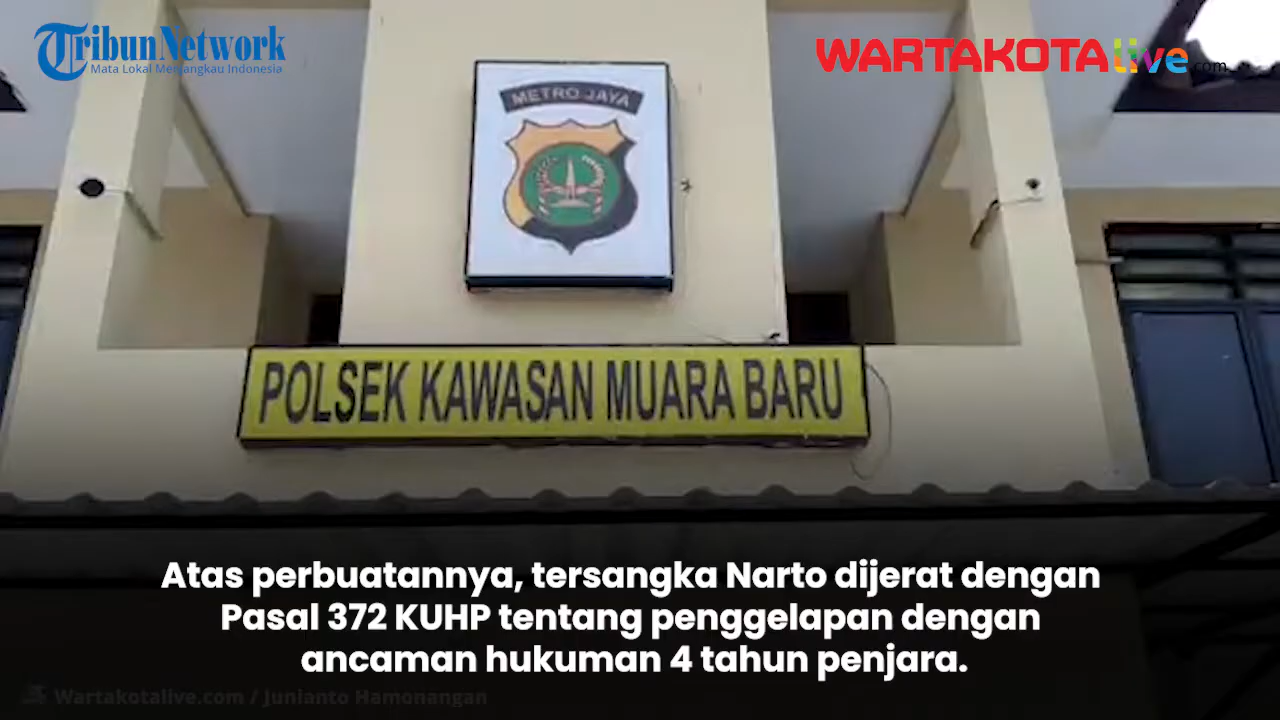 TribunNetwork
Mata Lokal Menjangkau Indonesia
WARTAKOTAlive.com
METRO JAYA
POLSEK KAWASAN MUARA BARU
Atas perbuatannya, tersangka Narto dijerat dengan
Pasal 372 KUHP tentang penggelapan dengan
ancaman hukuman 4 tahun penjara.
Wartakotalive.com / Junianto Hamonangan